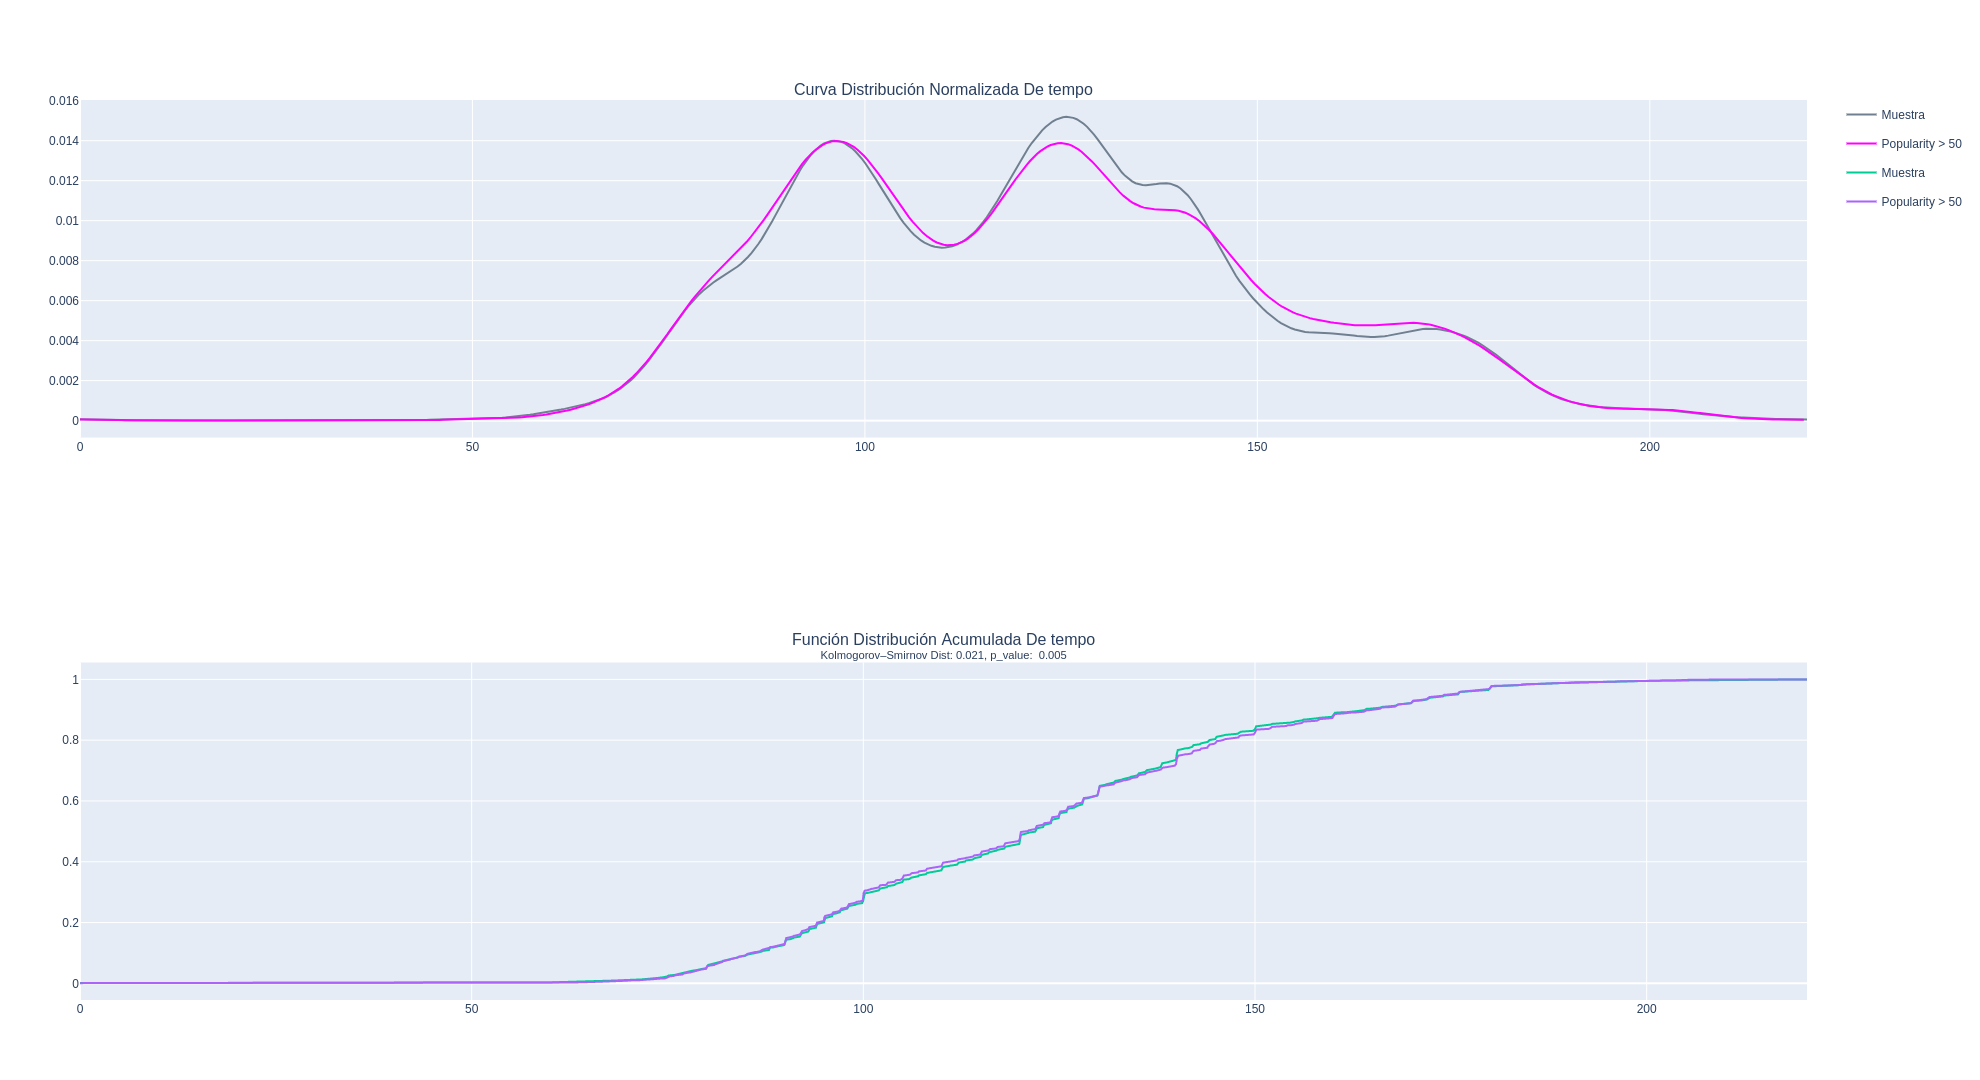 Curva Distribución Normalizada De tempo
0.016
0.014
0.012
0.01
0.008
0.006
0.004
0.002
0
0 50 100 150 200
Muestra
Popularity > 50
Muestra
Popularity > 50
Función Distribución Acumulada De tempo
Kolmogorov–Smirnov Dist: 0.021, p_value:  0.005
1
0.8
0.6
0.4
0.2
0
0 50 100 150 200